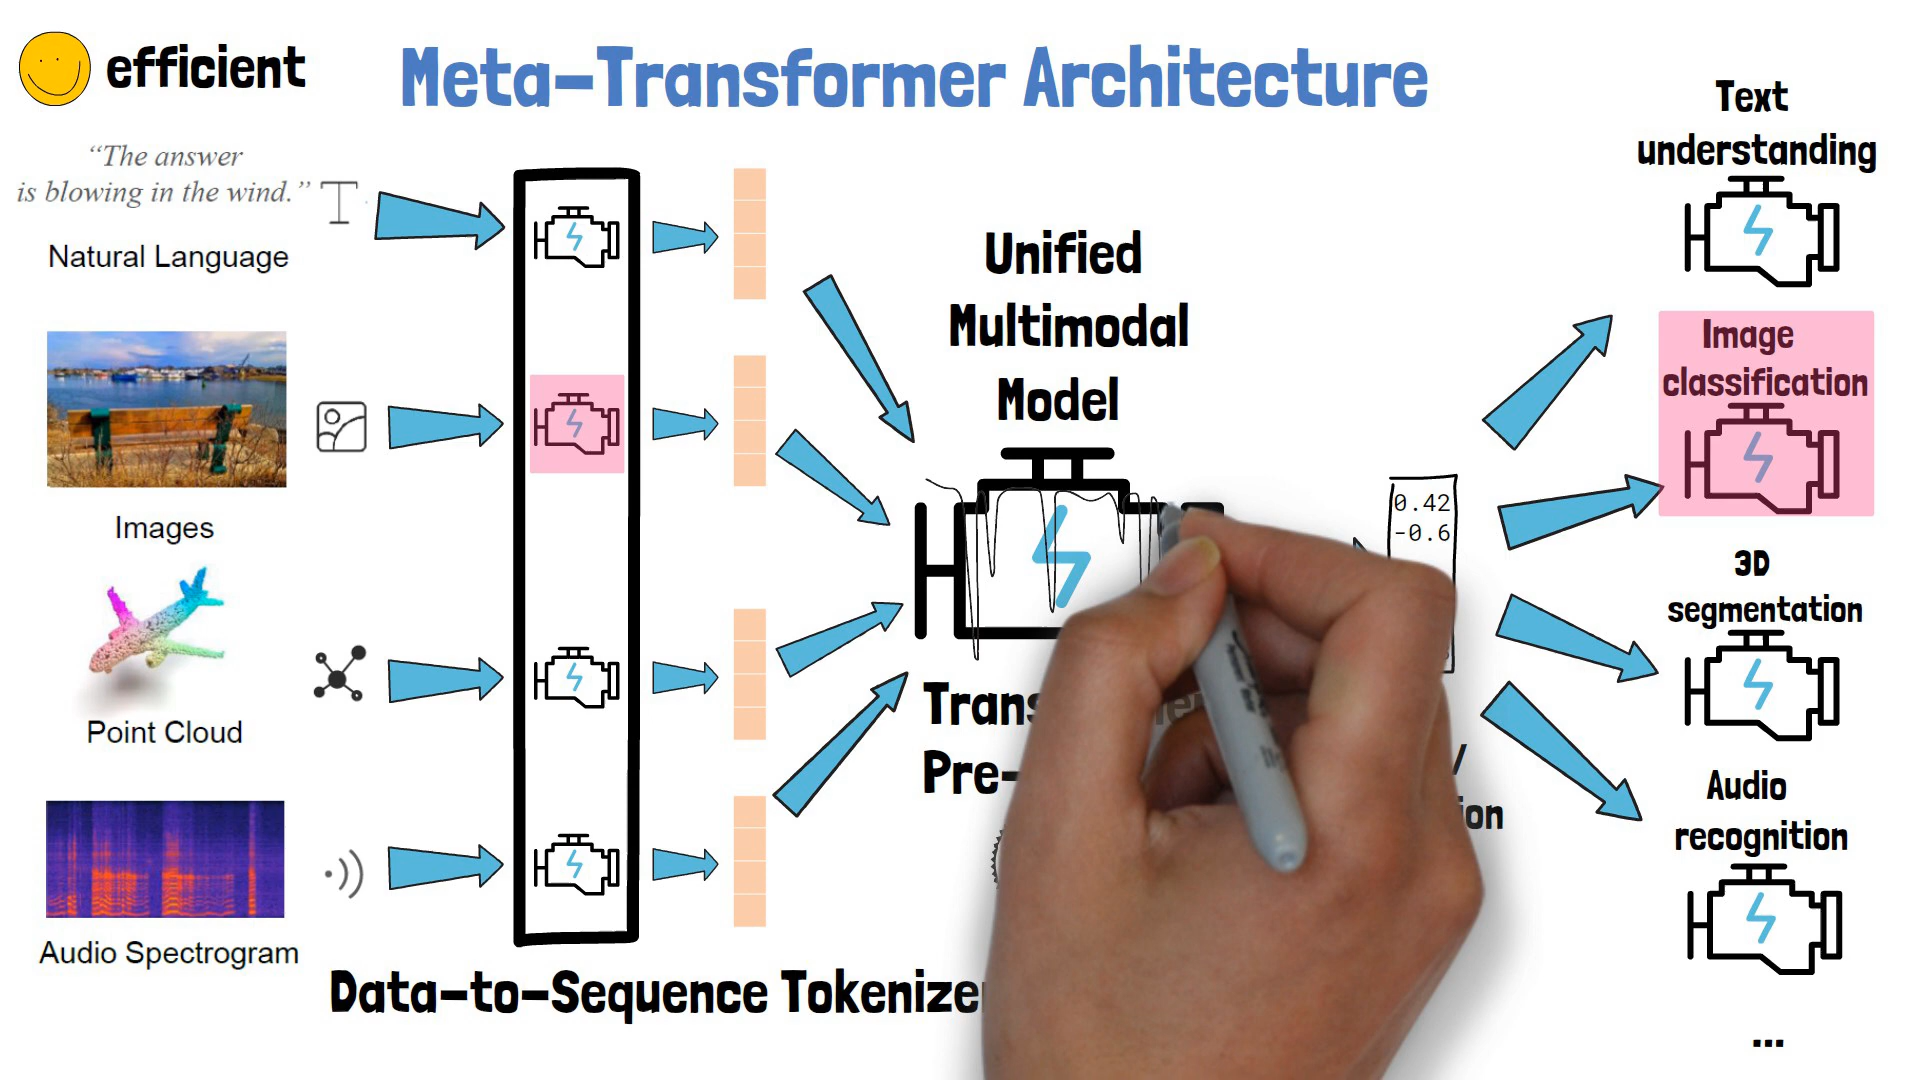 efficient
Meta-Transformer Architecture
“The answer
is blowing in the wind.”
T
Natural Language
Images
Point Cloud
Audio Spectrogram
Data-to-Sequence Tokenize
Unified
Multimodal
Model
0.42
-0.6
Text
understanding
Image
classification
3D
segmentation
Audio
recognition
...